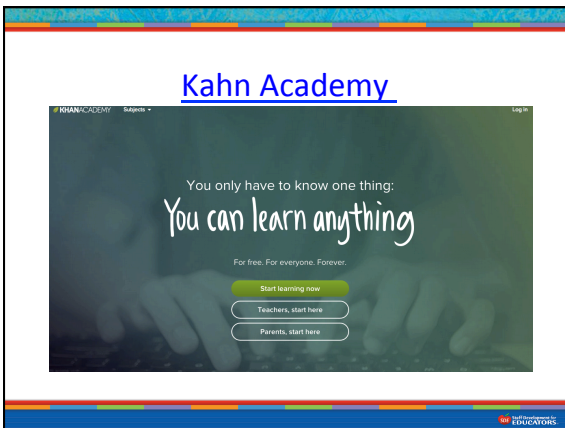 Kahn Academy
KHANACADEMY Subjects Log in
You only have to know one thing:
You can learn anything
For free. For everyone. Forever.
Start learning now
Teachers, start here
Parents, start here
Staff Development for
EDUCATORS